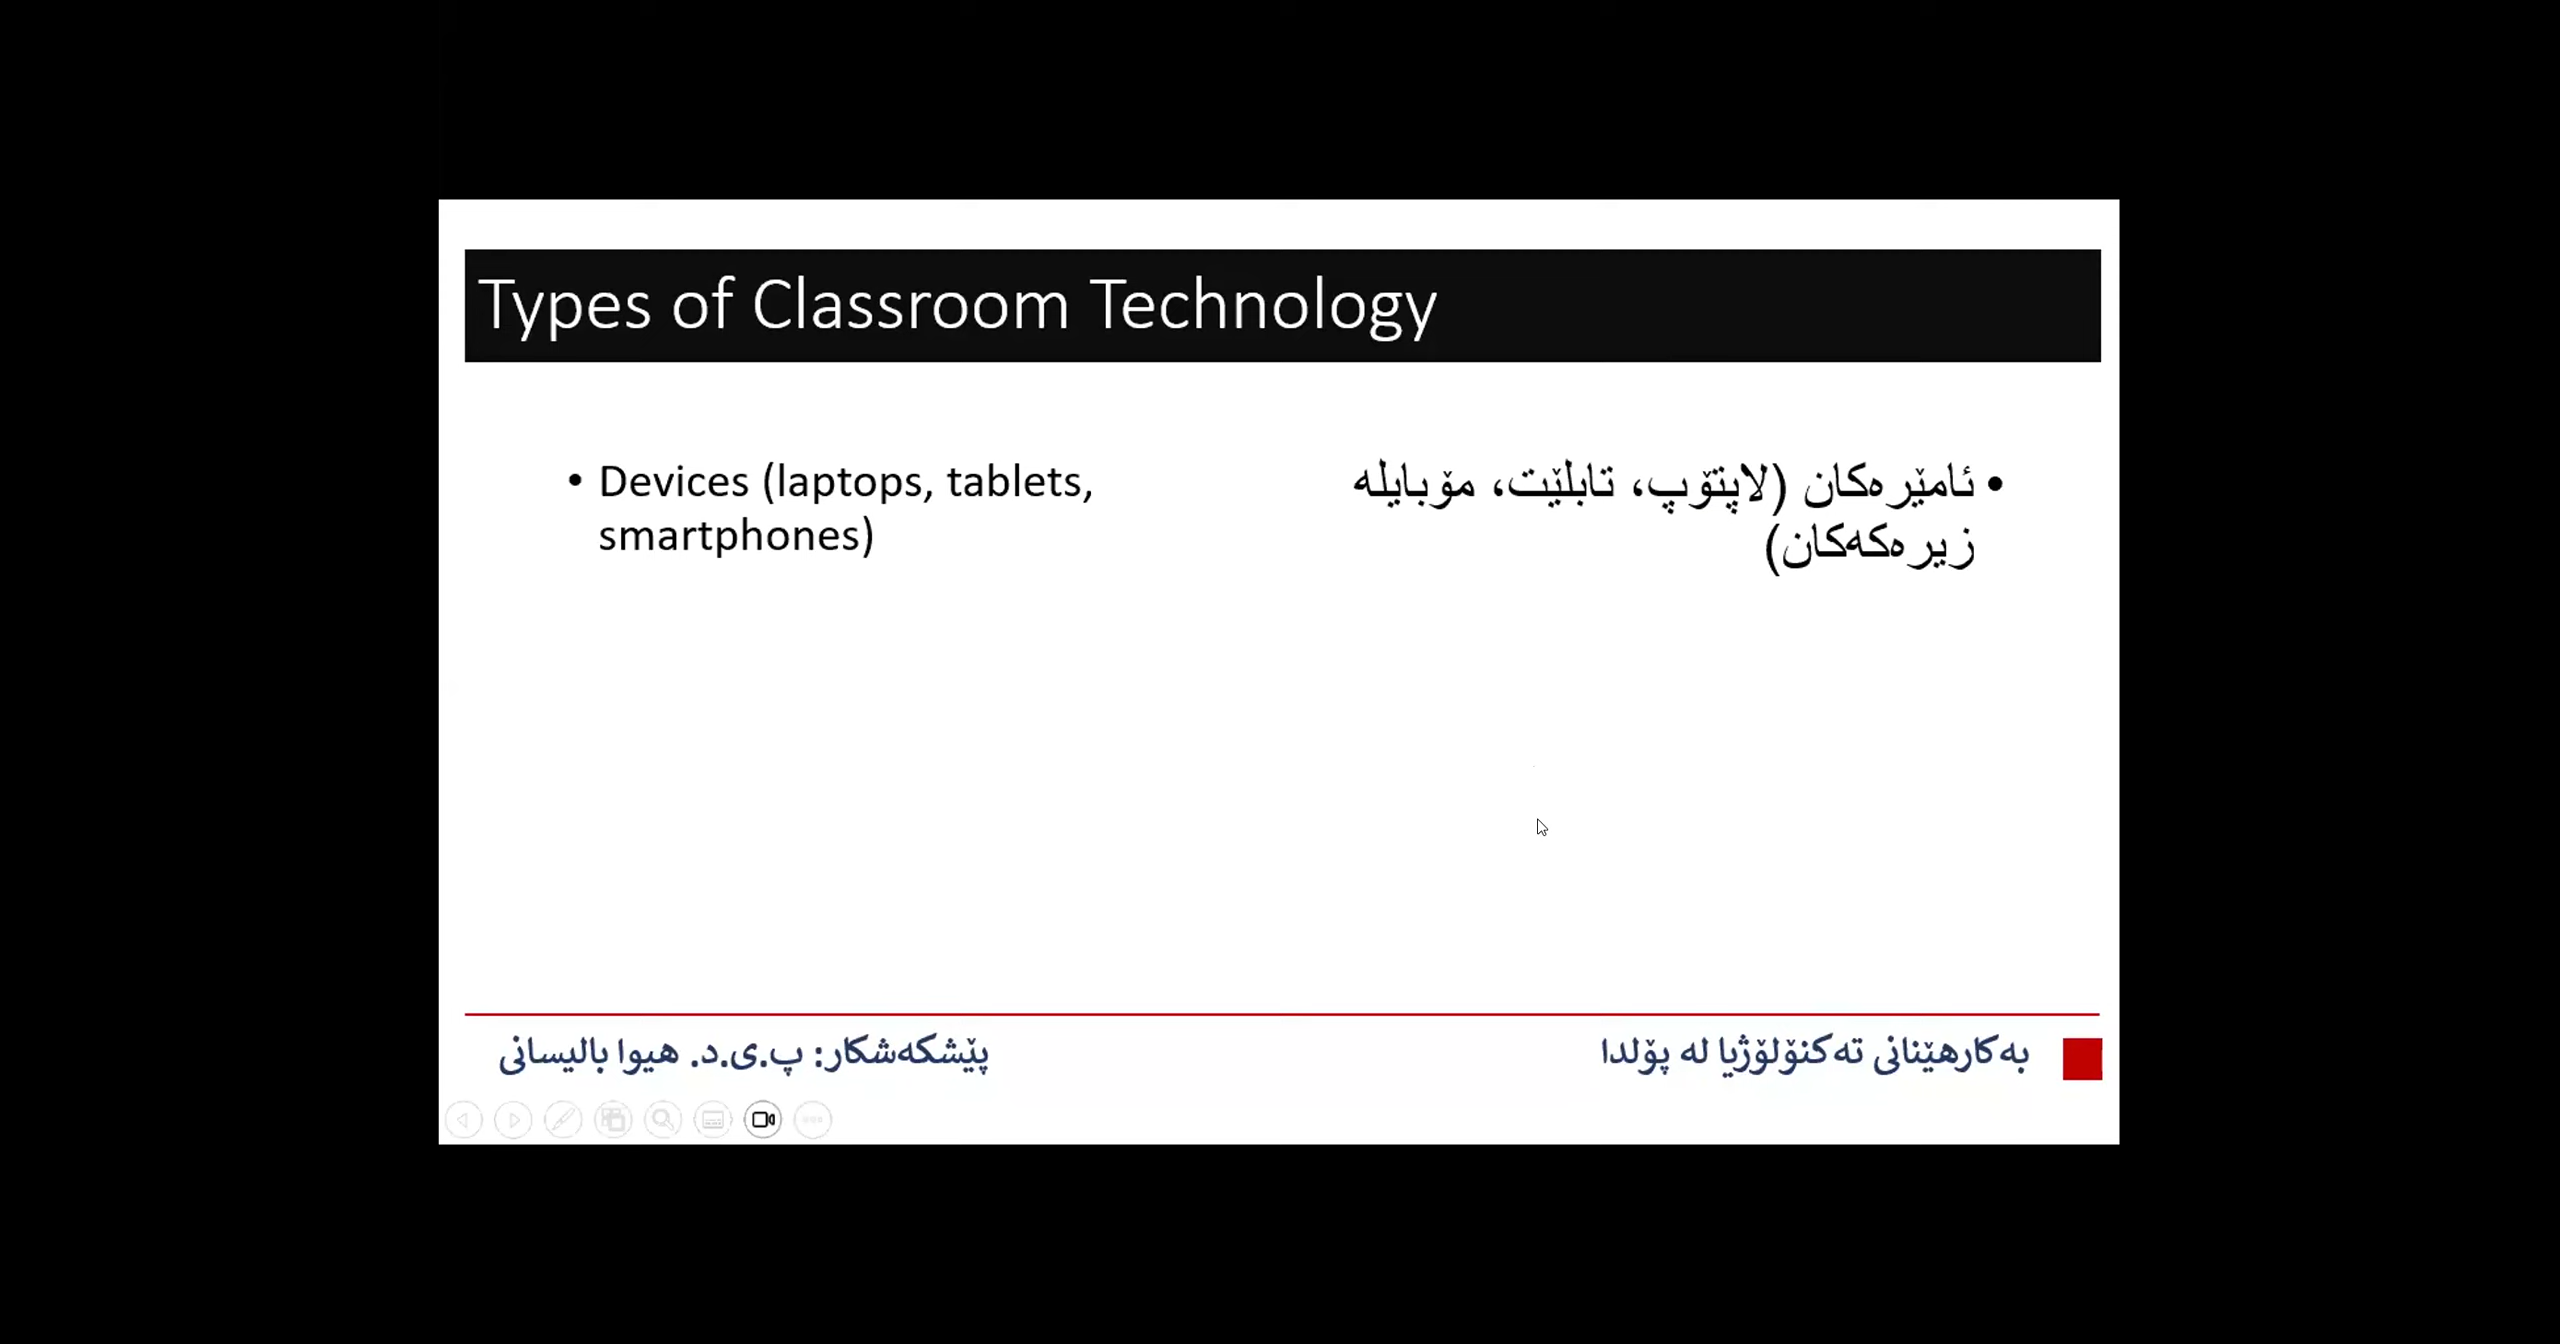 Types of Classroom Technology
• Devices (laptops, tablets,
smartphones)
• ئامێرەکان (لاپتۆپ، تابلێت، مۆبایلە
زیرەکەکان)
پێشکەشکار: پ.ی.د. هیوا بالیسانی
بەکارهێنانی تەکنۆلۆژیا لە پۆلدا